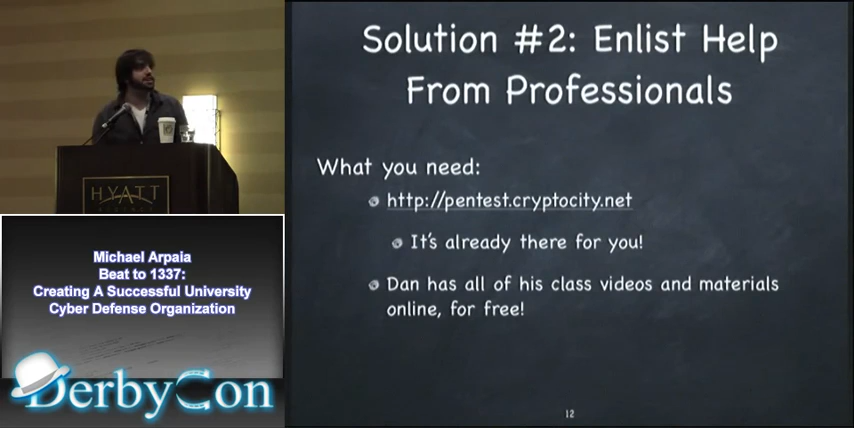 Solution #2: Enlist Help
From Professionals
What you need:
http://pentest.cryptocity.net
It's already there for you!
Dan has all of his class videos and materials
online, for free!
12
HYATT
Michael Arpaia
Beat to 1337:
Creating A Successful University
Cyber Defense Organization
DerbyCon